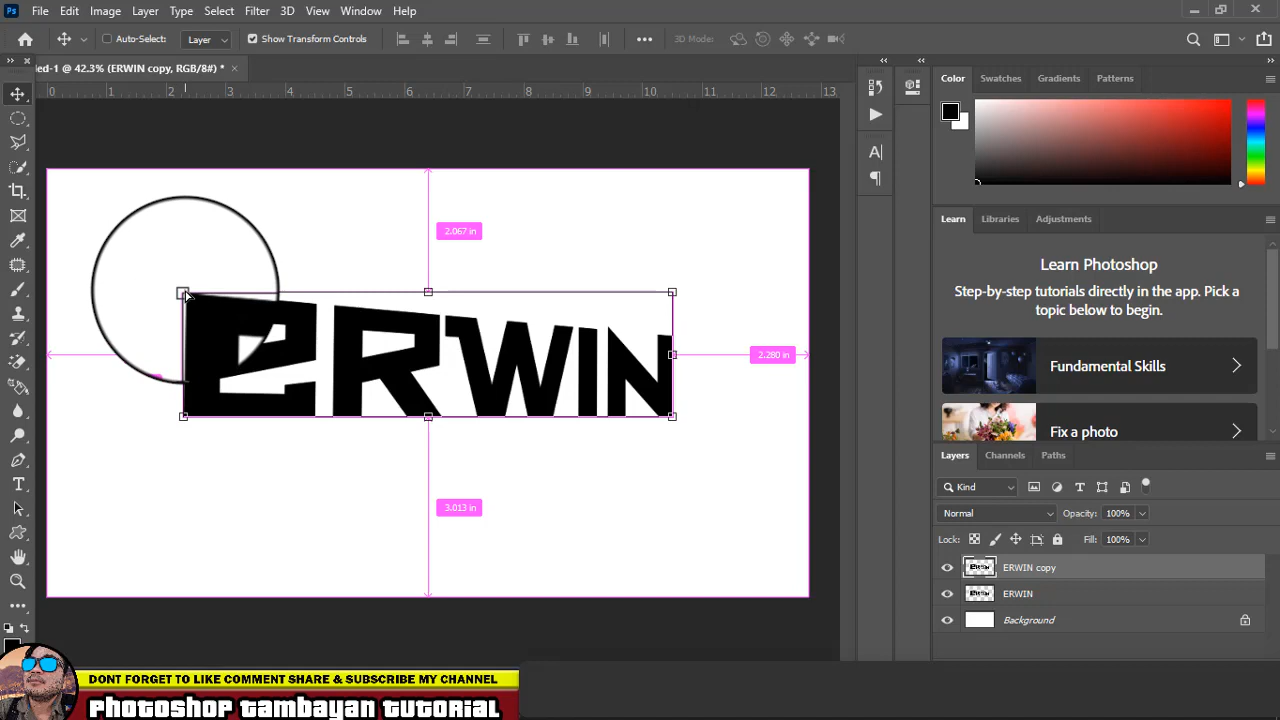 Ps File Edit Image Layer Type Select Filter 3D View Window Help
Auto-Select: Layer Show Transform Controls ••• 3D Mode:
led-1 @ 42.3% (ERWIN copy, RGB/8#) *
0 1 2 3 4 5 6 7 8 9 10 11 12 13
Color Swatches Gradients Patterns
Learn Libraries Adjustments
Learn Photoshop
Step-by-step tutorials directly in the app. Pick a
topic below to begin.
Fundamental Skills
Fix a photo
2.067 in
2.280 in
3.013 in
ERWIN
Layers Channels Paths
Kind
Normal Opacity: 100%
Lock: Fill: 100%
ERWIN copy
ERWIN
Background
DONT FORGET TO LIKE COMMENT SHARE & SUBSCRIBE MY CHANNEL
PHOTOSHOP TAMBAYAN TUTORIAL